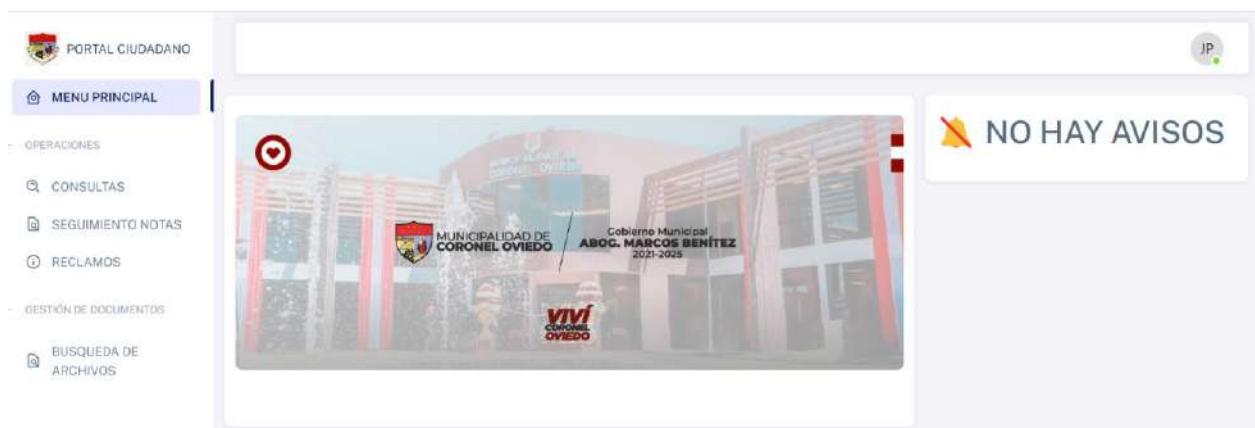 PORTAL CIUDADANO
JP
MENU PRINCIPAL
OPERACIONES
CONSULTAS
SEGUIMIENTO NOTAS
RECLAMOS
GESTIÓN DE DOCUMENTOS
BUSQUEDA DE
ARCHIVOS
MUNICIPALIDAD DE
CORONEL OVIEDO
Gobierno Municipal
ABOG. MARCOS BENÍTEZ
2021-2025
VIVÍ
CORONEL
OVIEDO
NO HAY AVISOS